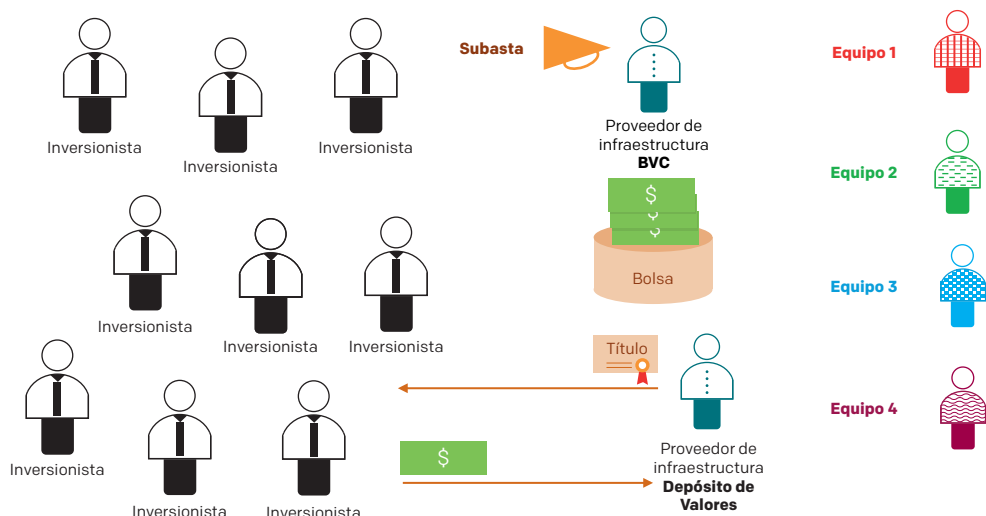 Subasta
Equipo 1
Inversionista
Inversionista
Inversionista
Proveedor de
infraestructura
BVC
Equipo 2
$
$
$
Bolsa
Equipo 3
Inversionista
Inversionista
Inversionista
Título
Equipo 4
Inversionista
$
Proveedor de
infraestructura
Depósito de
Valores
Inversionista
Inversionista